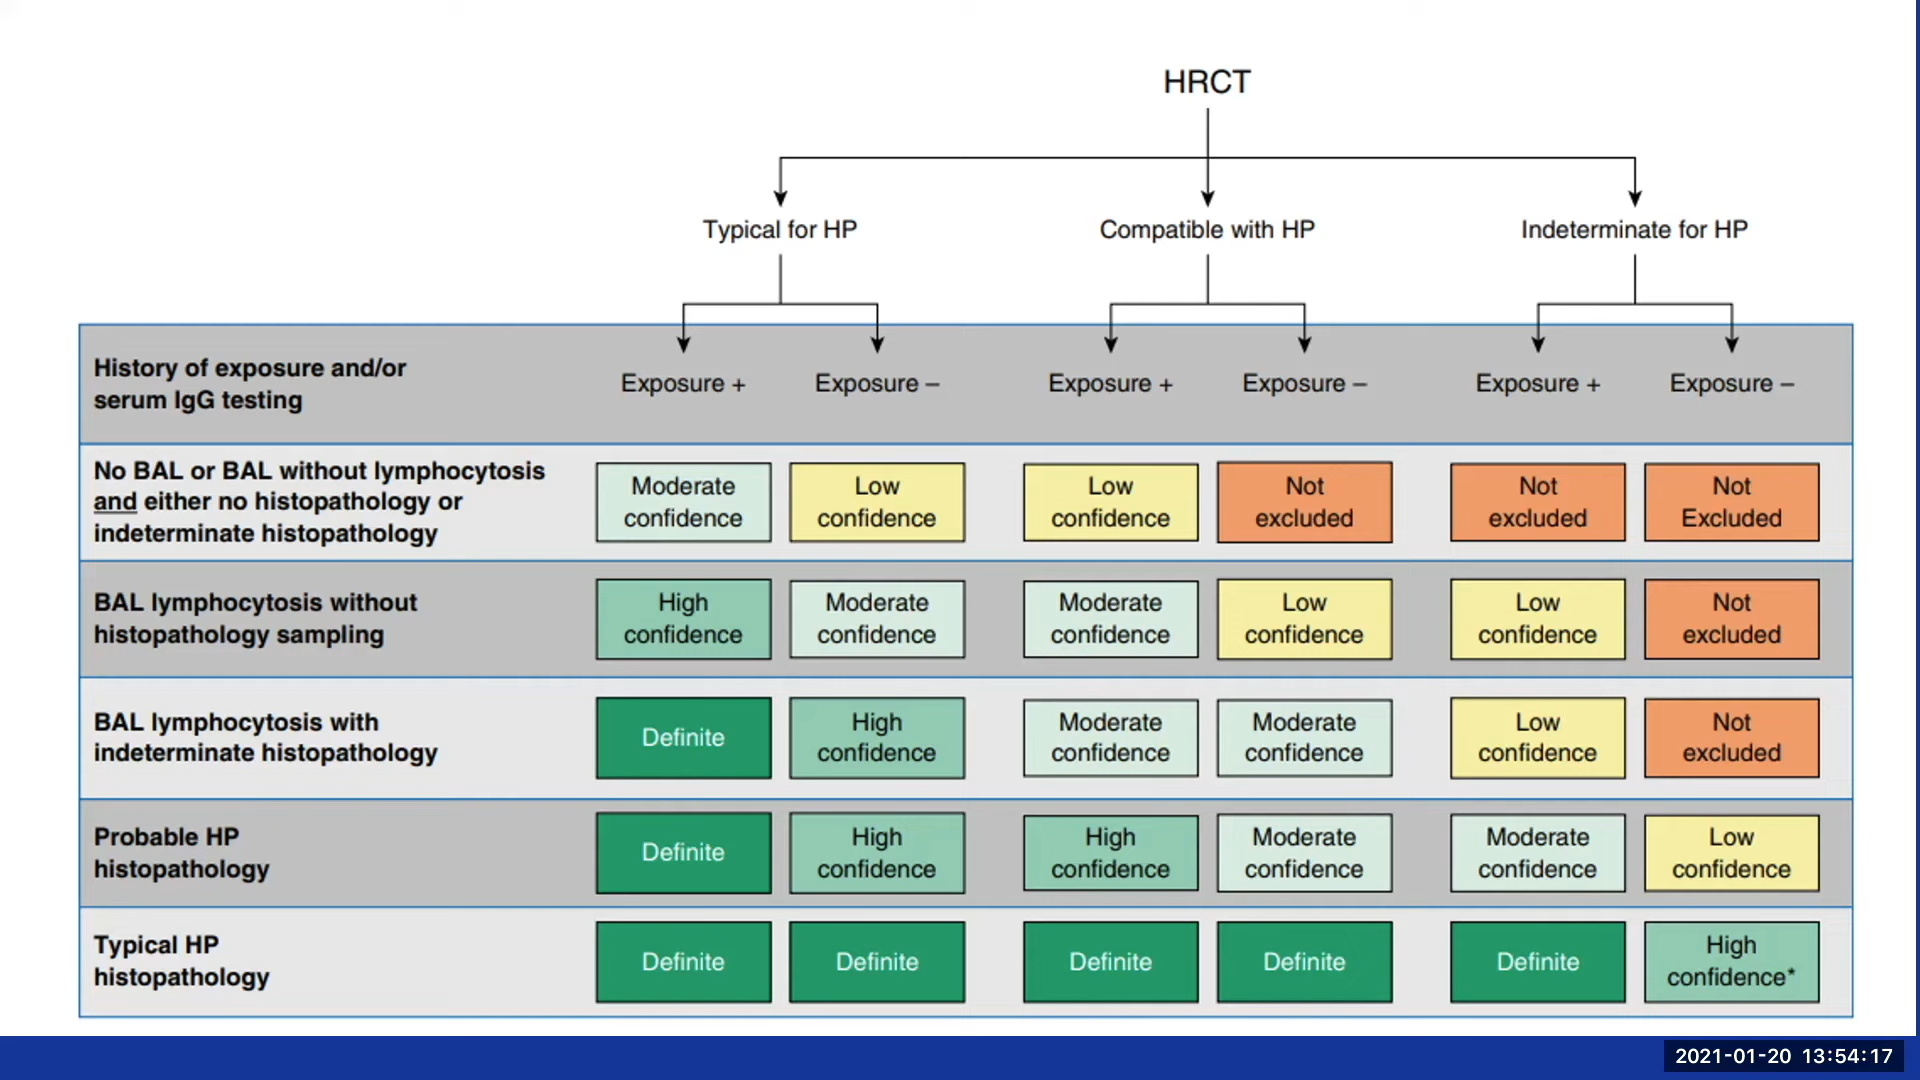 HRCT
Typical for HP
Compatible with HP
Indeterminate for HP
History of exposure and/or
serum IgG testing
Exposure +
Exposure –
Exposure +
Exposure –
Exposure +
Exposure –
No BAL or BAL without lymphocytosis
and either no histopathology or
indeterminate histopathology
Moderate
confidence
Low
confidence
Low
confidence
Not
excluded
Not
excluded
Not
Excluded
BAL lymphocytosis without
histopathology sampling
High
confidence
Moderate
confidence
Moderate
confidence
Low
confidence
Low
confidence
Not
excluded
BAL lymphocytosis with
indeterminate histopathology
Definite
High
confidence
Moderate
confidence
Moderate
confidence
Low
confidence
Not
excluded
Probable HP
histopathology
Definite
High
confidence
High
confidence
Moderate
confidence
Moderate
confidence
Low
confidence
Typical HP
histopathology
Definite
Definite
Definite
Definite
Definite
High
confidence*
2021-01-20 13:54:17